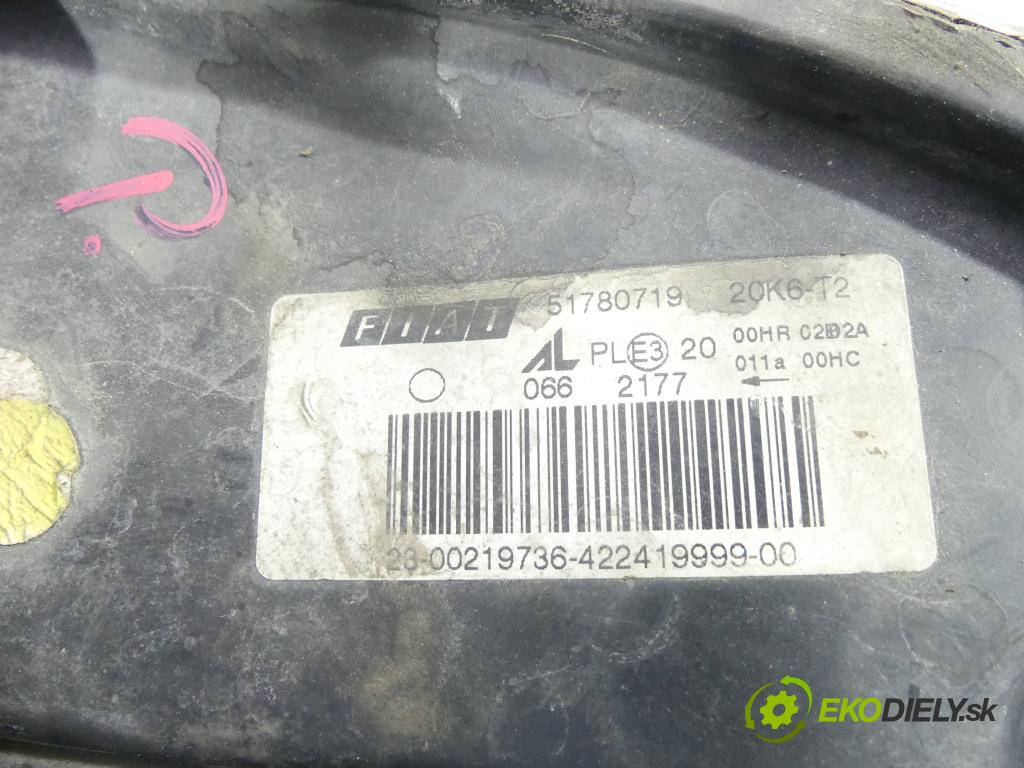 P.
FIAT 51780719 20K6-T2
AL PL E3 20 00HR 02B2A
011a 00HC
066 2177
23-00219736-422419999-00
EKODIELY.sk